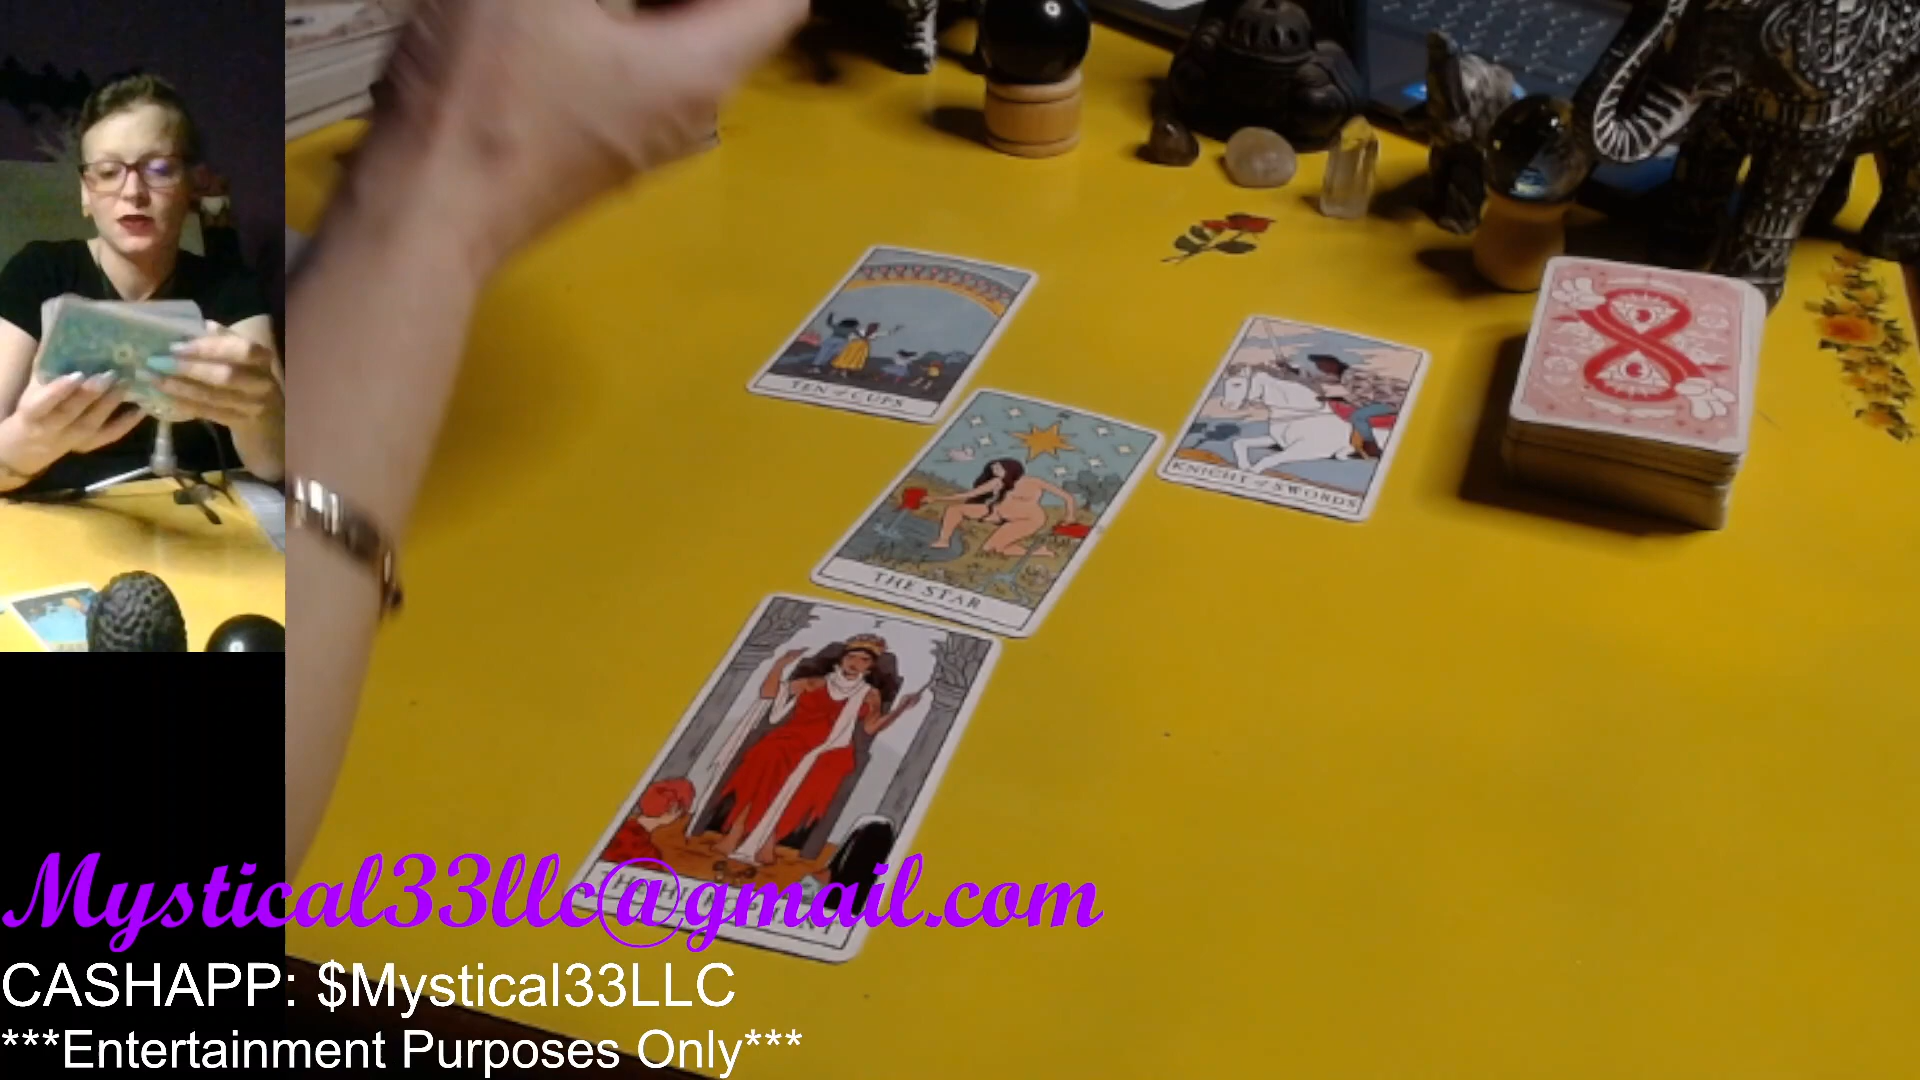 TEN of CUPS
KNIGHT of SWORDS
THE STAR
V
Mystical33llc@gmail.com
CASHAPP: $Mystical33LLC
***Entertainment Purposes Only***